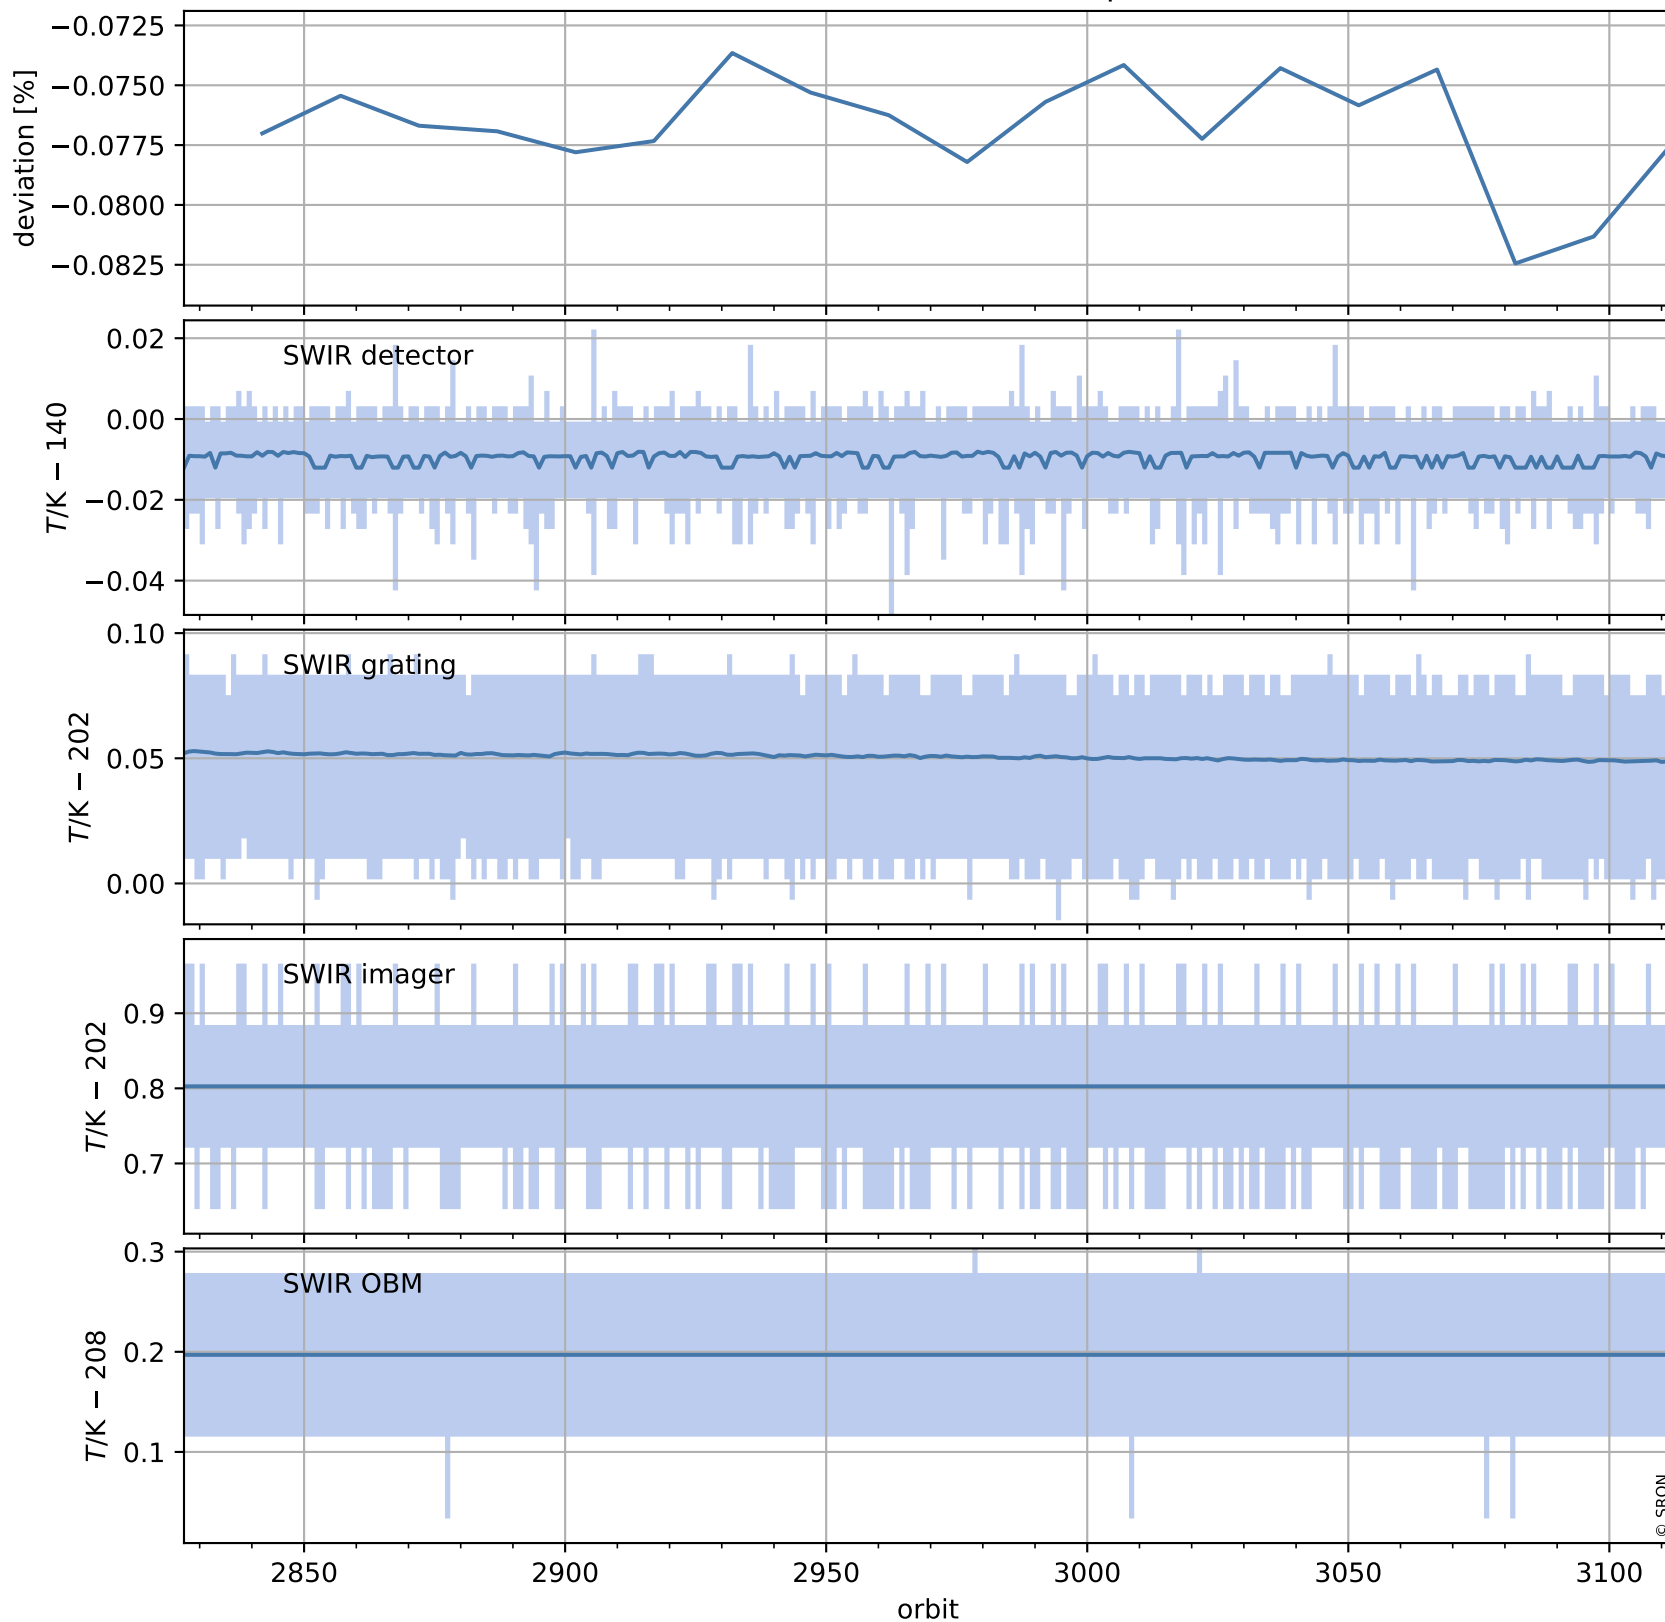 −0.0725
−0.0750
−0.0775
−0.0800
−0.0825
deviation [%]
0.02
0.00
−0.02
−0.04
T/K − 140
SWIR detector
0.10
0.05
0.00
T/K − 202
SWIR grating
0.9
0.8
0.7
T/K − 202
SWIR imager
0.3
0.2
0.1
T/K − 208
SWIR OBM
© SRON
2850 2900 2950 3000 3050 3100
orbit